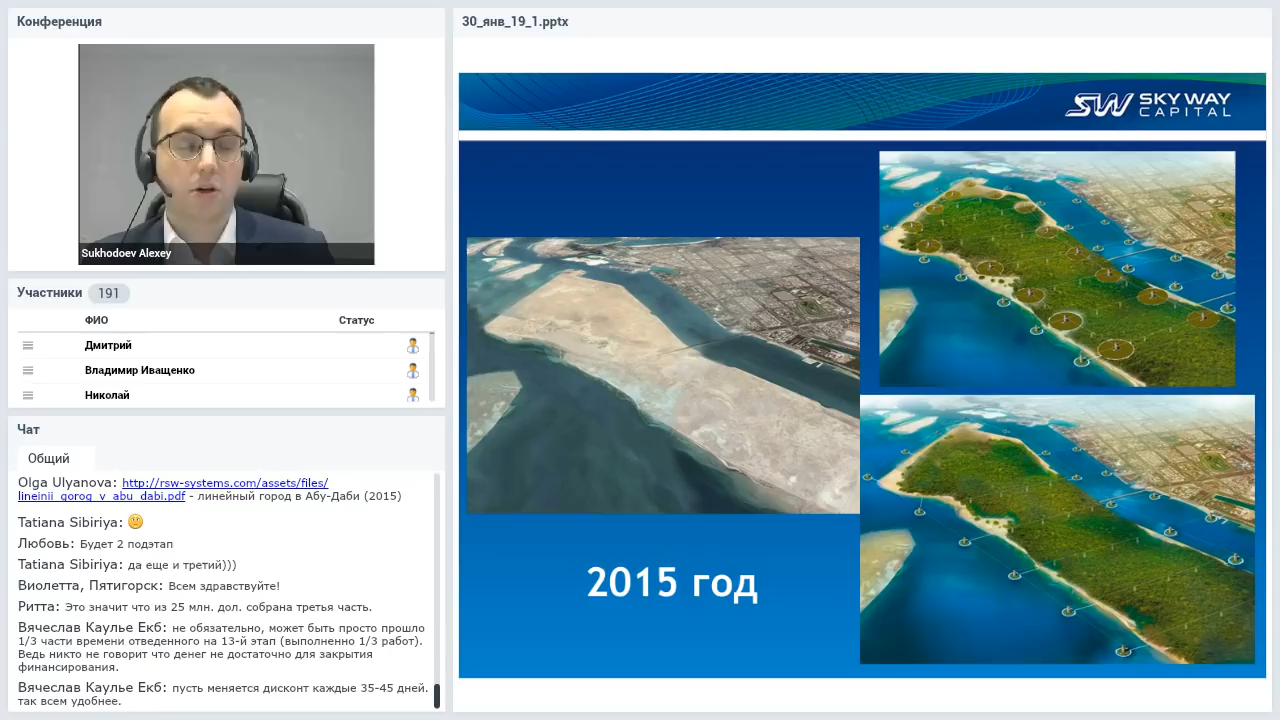 Конференция
Sukhodoev Alexey
Участники 191
ФИО Статус
Дмитрий
Владимир Иващенко
Николай
Чат
Общий
Olga Ulyanova: http://rsw-systems.com/assets/files/
lineinii_gorog_v_abu_dabi.pdf - линейный город в Абу-Даби (2015)
Tatiana Sibiriya:
Любовь: Будет 2 подэтап
Tatiana Sibiriya: да еще и третий)))
Виолетта, Пятигорск: Всем здравствуйте!
Ритта: Это значит что из 25 млн. дол. собрана третья часть.
Вячеслав Каулье Екб: не обязательно, может быть просто прошло
1/3 части времени отведенного на 13-й этап (выполненно 1/3 работ).
Ведь никто не говорит что денег не достаточно для закрытия
финансирования.
Вячеслав Каулье Екб: пусть меняется дисконт каждые 35-45 дней.
так всем удобнее.
30_янв_19_1.pptx
SW SKY WAY
CAPITAL
2015 год